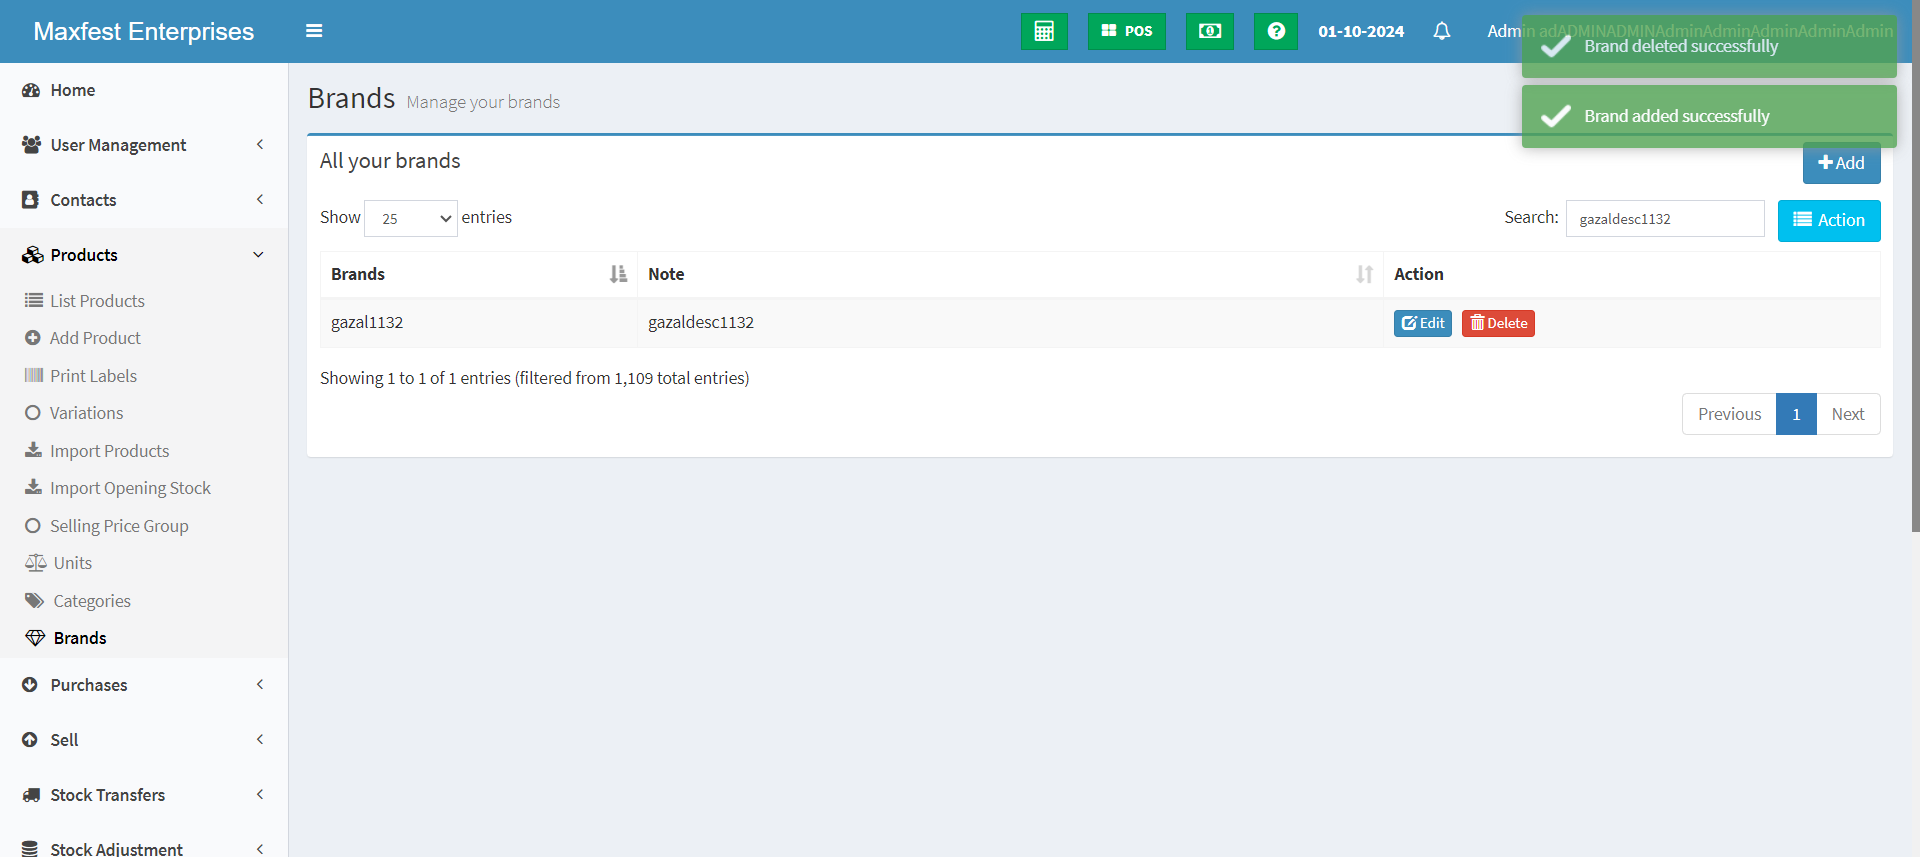 Maxfest Enterprises
POS
01-10-2024
Admin adADMINADMINAdminAdminAdminAdminAdmin
Brand deleted successfully
Brand added successfully
Home
User Management
Contacts
Products
List Products
Add Product
Print Labels
Variations
Import Products
Import Opening Stock
Selling Price Group
Units
Categories
Brands
Purchases
Sell
Stock Transfers
Stock Adjustment
Brands Manage your brands
All your brands
Add
Show 25 entries
Search: gazaldesc1132
Action
Brands Note Action
gazal1132 gazaldesc1132 Edit Delete
Showing 1 to 1 of 1 entries (filtered from 1,109 total entries)
Previous 1 Next